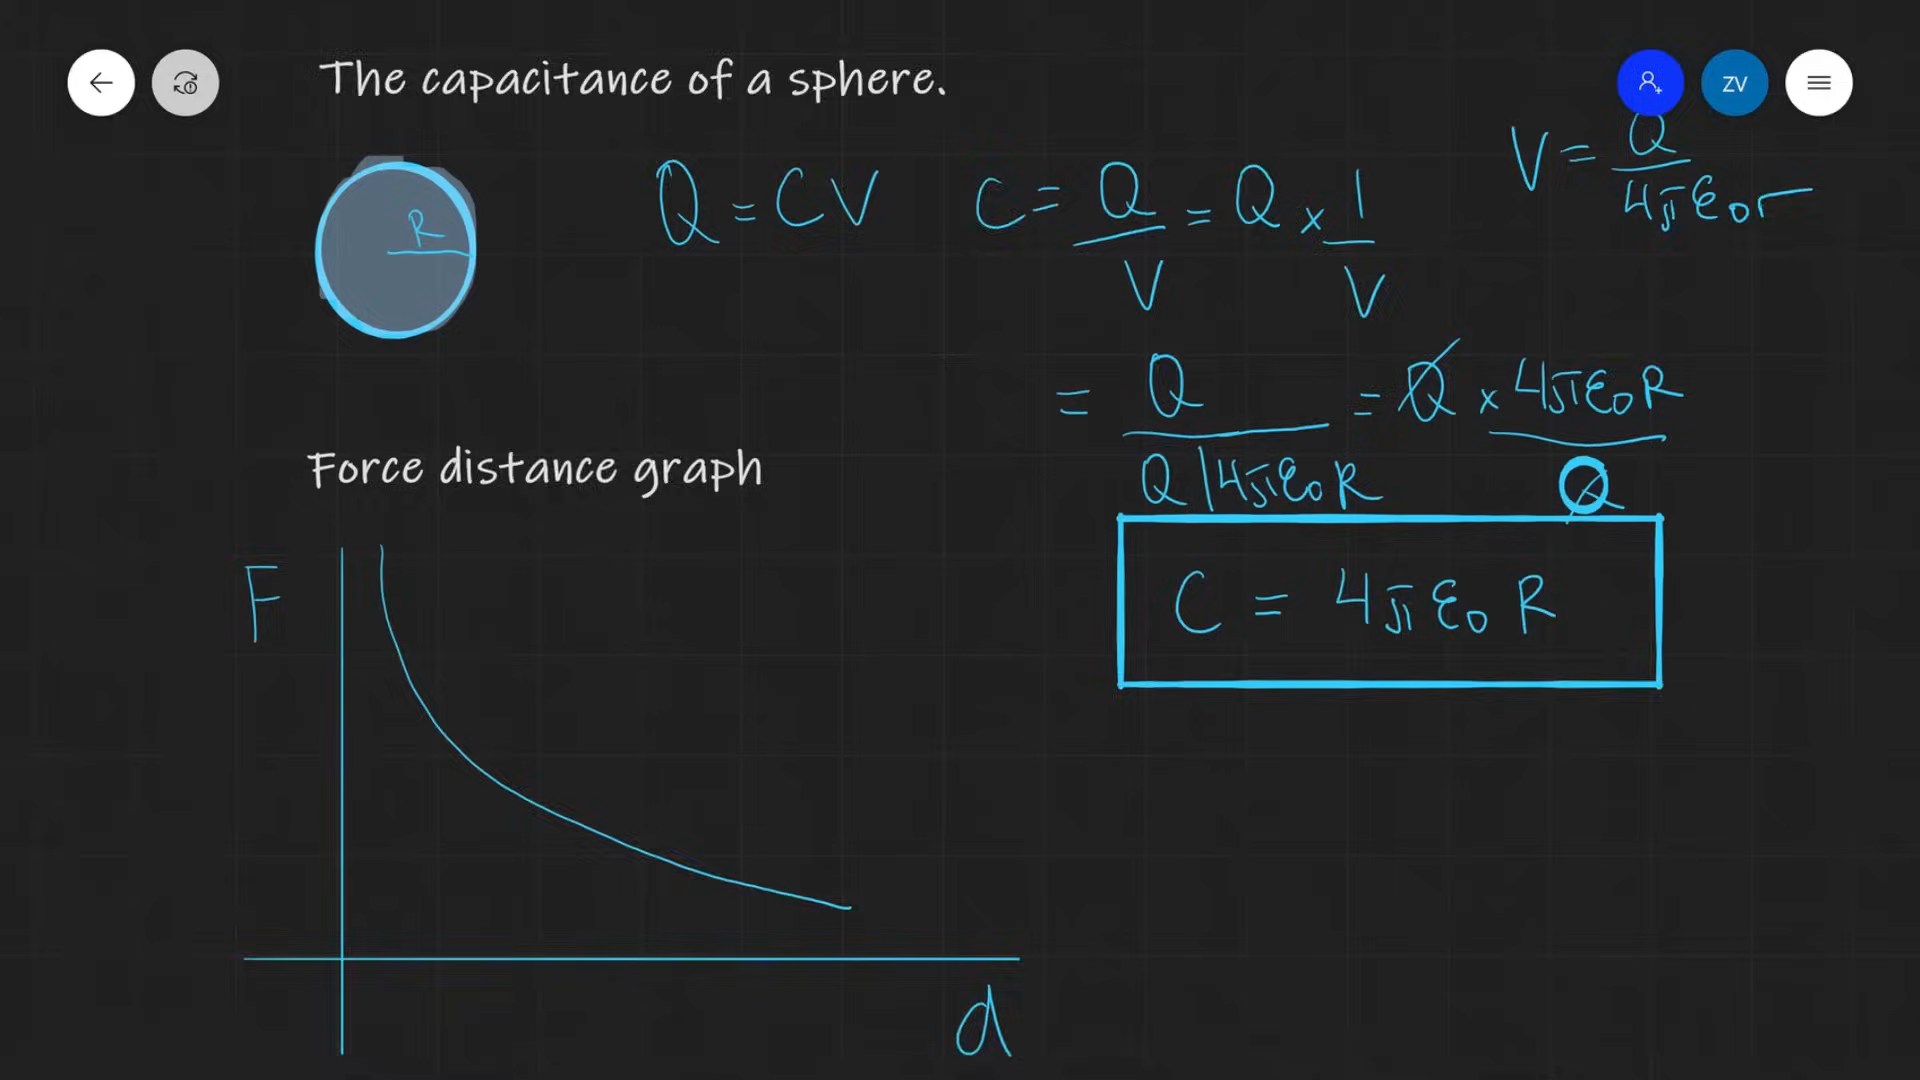 The capacitance of a sphere.
ZV
V = Q / 4πε₀r
R
Q = CV
C = Q / V = Q × 1 / V
= Q / Q/4πε₀R = Q × 4πε₀R / Q
Force distance graph
C = 4πε₀R
F
d